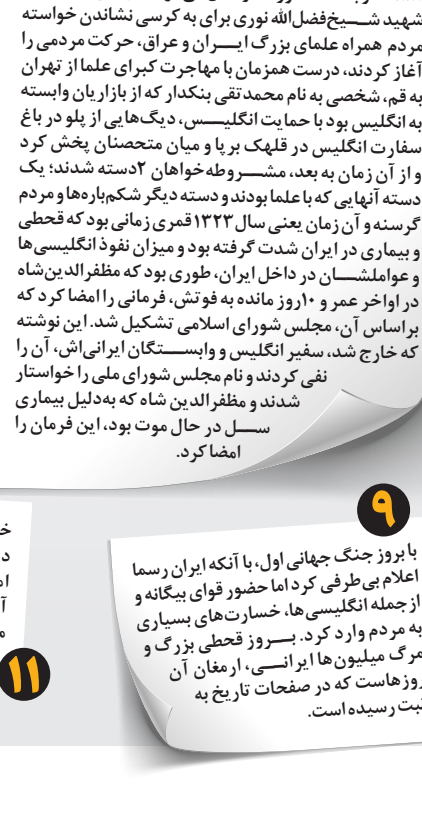 شهید شیخ‌فضل‌الله نوری برای به کرسی نشاندن خواسته
مردم همراه علمای بزرگ ایران و عراق، حرکت مردمی را
آغاز کردند، درست همزمان با مهاجرت کبرای علما از تهران
به قم، شخصی به نام محمدتقی بنکدار که از بازاریان وابسته
به انگلیس بود با حمایت انگلیس، دیگ‌هایی از پلو در باغ
سفارت انگلیس در قلهک برپا و میان متحصنان پخش کرد
و از آن زمان به بعد، مشروطه‌خواهان ۲دسته شدند؛ یک
دسته آنهایی که با علما بودند و دسته دیگر شکم‌باره‌ها و مردم
گرسنه و آن زمان یعنی سال ۱۳۲۳قمری زمانی بود که قحطی
و بیماری در ایران شدت گرفته بود و میزان نفوذ انگلیسی‌ها
و عواملشان در داخل ایران، طوری بود که مظفرالدین‌شاه
در اواخر عمر و ۱۰روز مانده به فوتش، فرمانی را امضا کرد که
براساس آن، مجلس شورای اسلامی تشکیل شد. این نوشته
که خارج شد، سفیر انگلیس و وابستگان ایرانی‌اش، آن را
نفی کردند و نام مجلس شورای ملی را خواستار
شدند و مظفرالدین شاه که به‌دلیل بیماری
سل در حال موت بود، این فرمان را
امضا کرد.
۹
با بروز جنگ جهانی اول، با آنکه ایران رسما
اعلام بی‌طرفی کرد اما حضور قوای بیگانه و
ازجمله انگلیسی‌ها، خسارت‌های بسیاری
به مردم وارد کرد. بروز قحطی بزرگ و
مرگ میلیون‌ها ایرانی، ارمغان آن
روزهاست که در صفحات تاریخ به
ثبت رسیده است.
۱۱